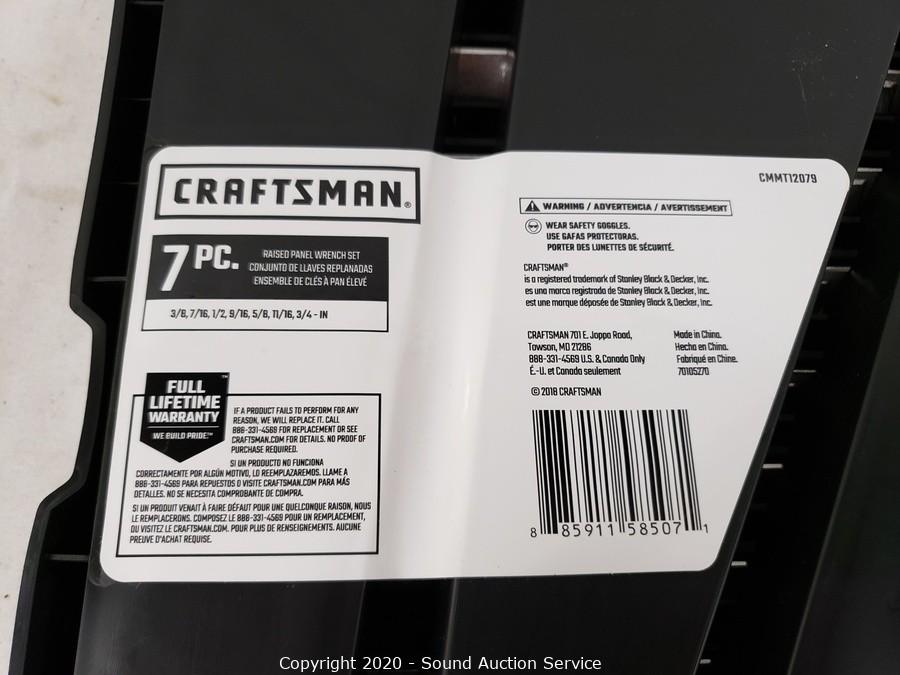 CRAFTSMAN®
7 PC.
RAISED PANEL WRENCH SET
CONJUNTO DE LLAVES REPLANADAS
ENSEMBLE DE CLÉS À PAN ÉLEVÉ
3/8, 7/16, 1/2, 9/16, 5/8, 11/16, 3/4 - IN
FULL
LIFETIME
WARRANTY
WE BUILD PRIDE™
™
IF A PRODUCT FAILS TO PERFORM FOR ANY
REASON, WE WILL REPLACE IT. CALL
888-331-4569 FOR REPLACEMENT OR SEE
CRAFTSMAN.COM FOR DETAILS. NO PROOF OF
PURCHASE REQUIRED.
SI UN PRODUCTO NO FUNCIONA
CORRECTAMENTE POR ALGÚN MOTIVO, LO REEMPLAZAREMOS. LLAME A
888-331-4569 PARA REPUESTOS O VISITE CRAFTSMAN.COM PARA MÁS
DETALLES. NO SE NECESITA COMPROBANTE DE COMPRA.
SI UN PRODUIT VENAIT À FAIRE DÉFAUT POUR UNE QUELCONQUE RAISON, NOUS
LE REMPLACERONS. COMPOSEZ LE 888-331-4569 POUR UN REMPLACEMENT,
OU VISITEZ LE CRAFTSMAN.COM. POUR PLUS DE RENSEIGNEMENTS. AUCUNE
PREUVE D'ACHAT REQUISE.
CMMT12079
WARNING / ADVERTENCIA / AVERTISSEMENT
WEAR SAFETY GOGGLES.
USE GAFAS PROTECTORAS.
PORTER DES LUNETTES DE SÉCURITÉ.
CRAFTSMAN®
is a registered trademark of Stanley Black & Decker, Inc.
es una marca registrada de Stanley Black & Decker, Inc.
est une marque déposée de Stanley Black & Decker, Inc.
CRAFTSMAN 701 E. Joppa Road,
Towson, MD 21286
888-331-4569 U.S. & Canada Only
É.-U. et Canada seulement
Made in China.
Hecho en China.
Fabriqué en Chine.
70105270
© 2018 CRAFTSMAN
8 85911 58507 1
Copyright 2020 - Sound Auction Service